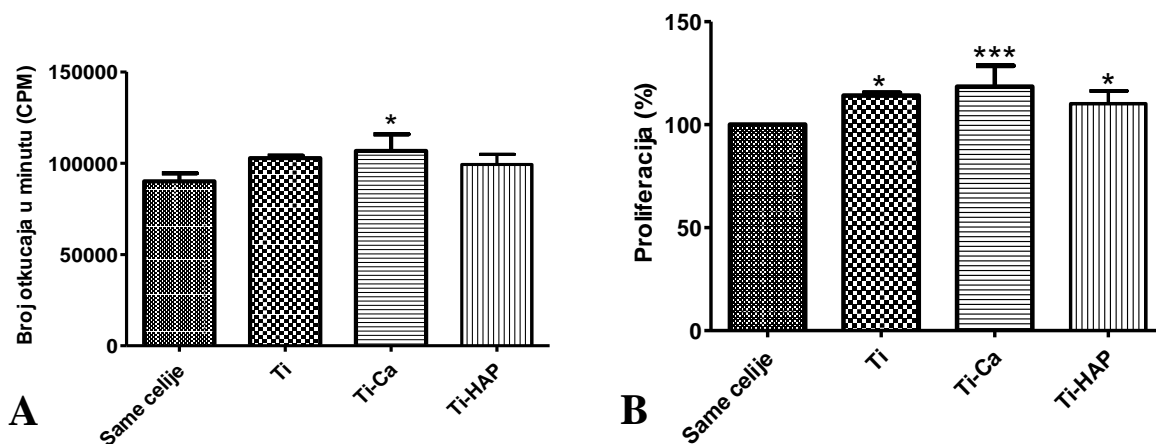 Broj otkucaja u minutu (CPM)
150000
100000
50000
0
*
Same celije
Ti
Ti-Ca
Ti-HAP
A
Proliferacija (%)
150
100
50
0
*
***
*
Same celije
Ti
Ti-Ca
Ti-HAP
B